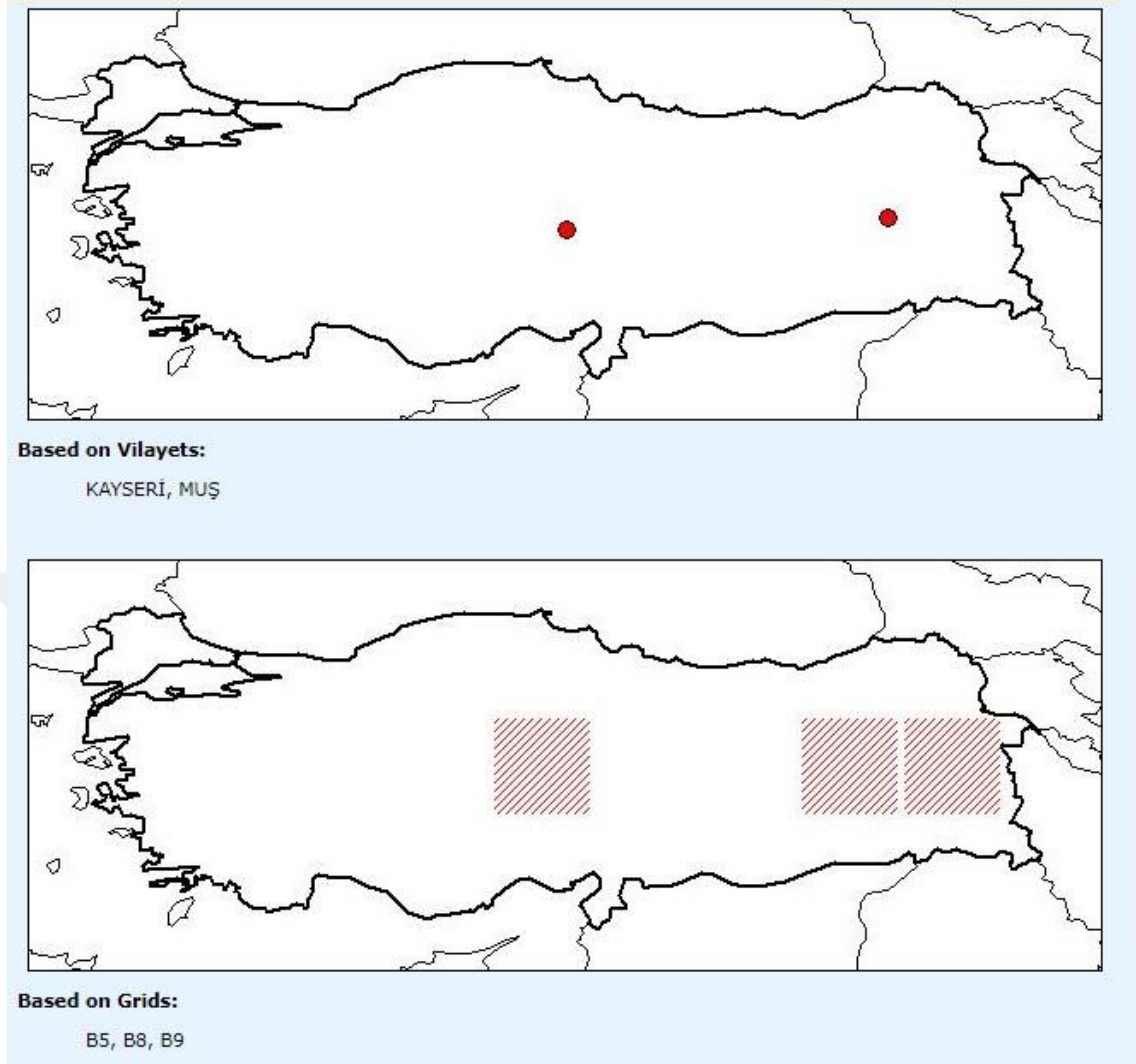 Based on Vilayets:
KAYSERİ, MUŞ
Based on Grids:
B5, B8, B9